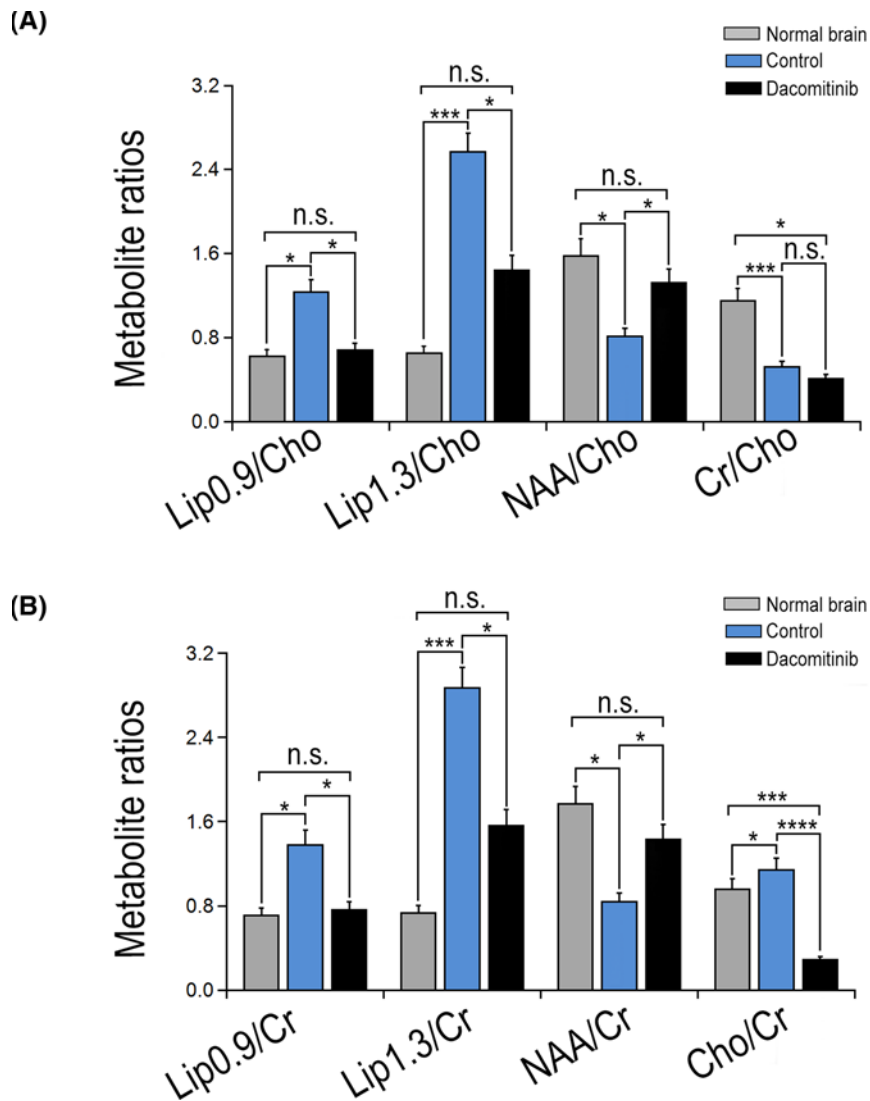 (A)
Normal brain
Control
Dacomitinib
Metabolite ratios
3.2
2.4
1.6
0.8
0.0
n.s.
*
*
n.s.
***
*
n.s.
*
*
*
***
n.s.
Lip0.9/Cho
Lip1.3/Cho
NAA/Cho
Cr/Cho
(B)
Normal brain
Control
Dacomitinib
Metabolite ratios
3.2
2.4
1.6
0.8
0.0
n.s.
*
*
n.s.
***
*
n.s.
*
*
***
*
****
Lip0.9/Cr
Lip1.3/Cr
NAA/Cr
Cho/Cr